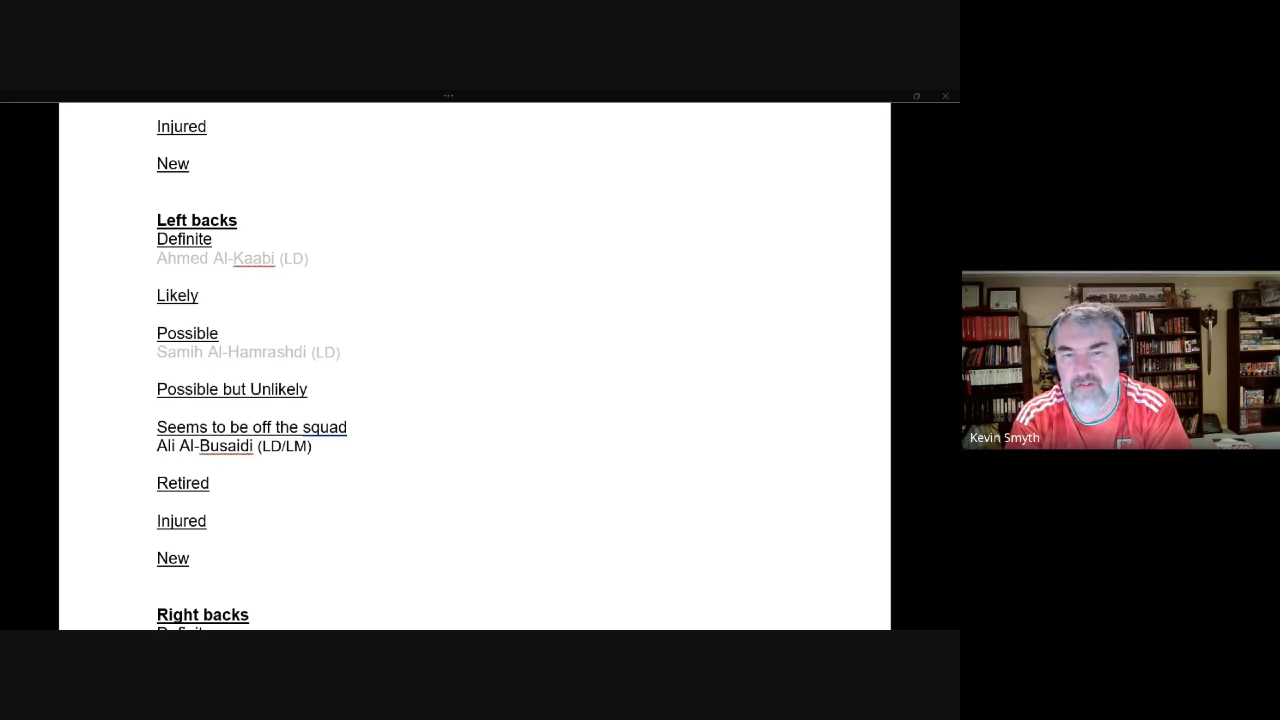 Injured
New
Left backs
Definite
Ahmed Al-Kaabi (LD)
Likely
Possible
Samih Al-Hamrashdi (LD)
Possible but Unlikely
Seems to be off the squad
Ali Al-Busaidi (LD/LM)
Retired
Injured
New
Right backs
Kevin Smyth